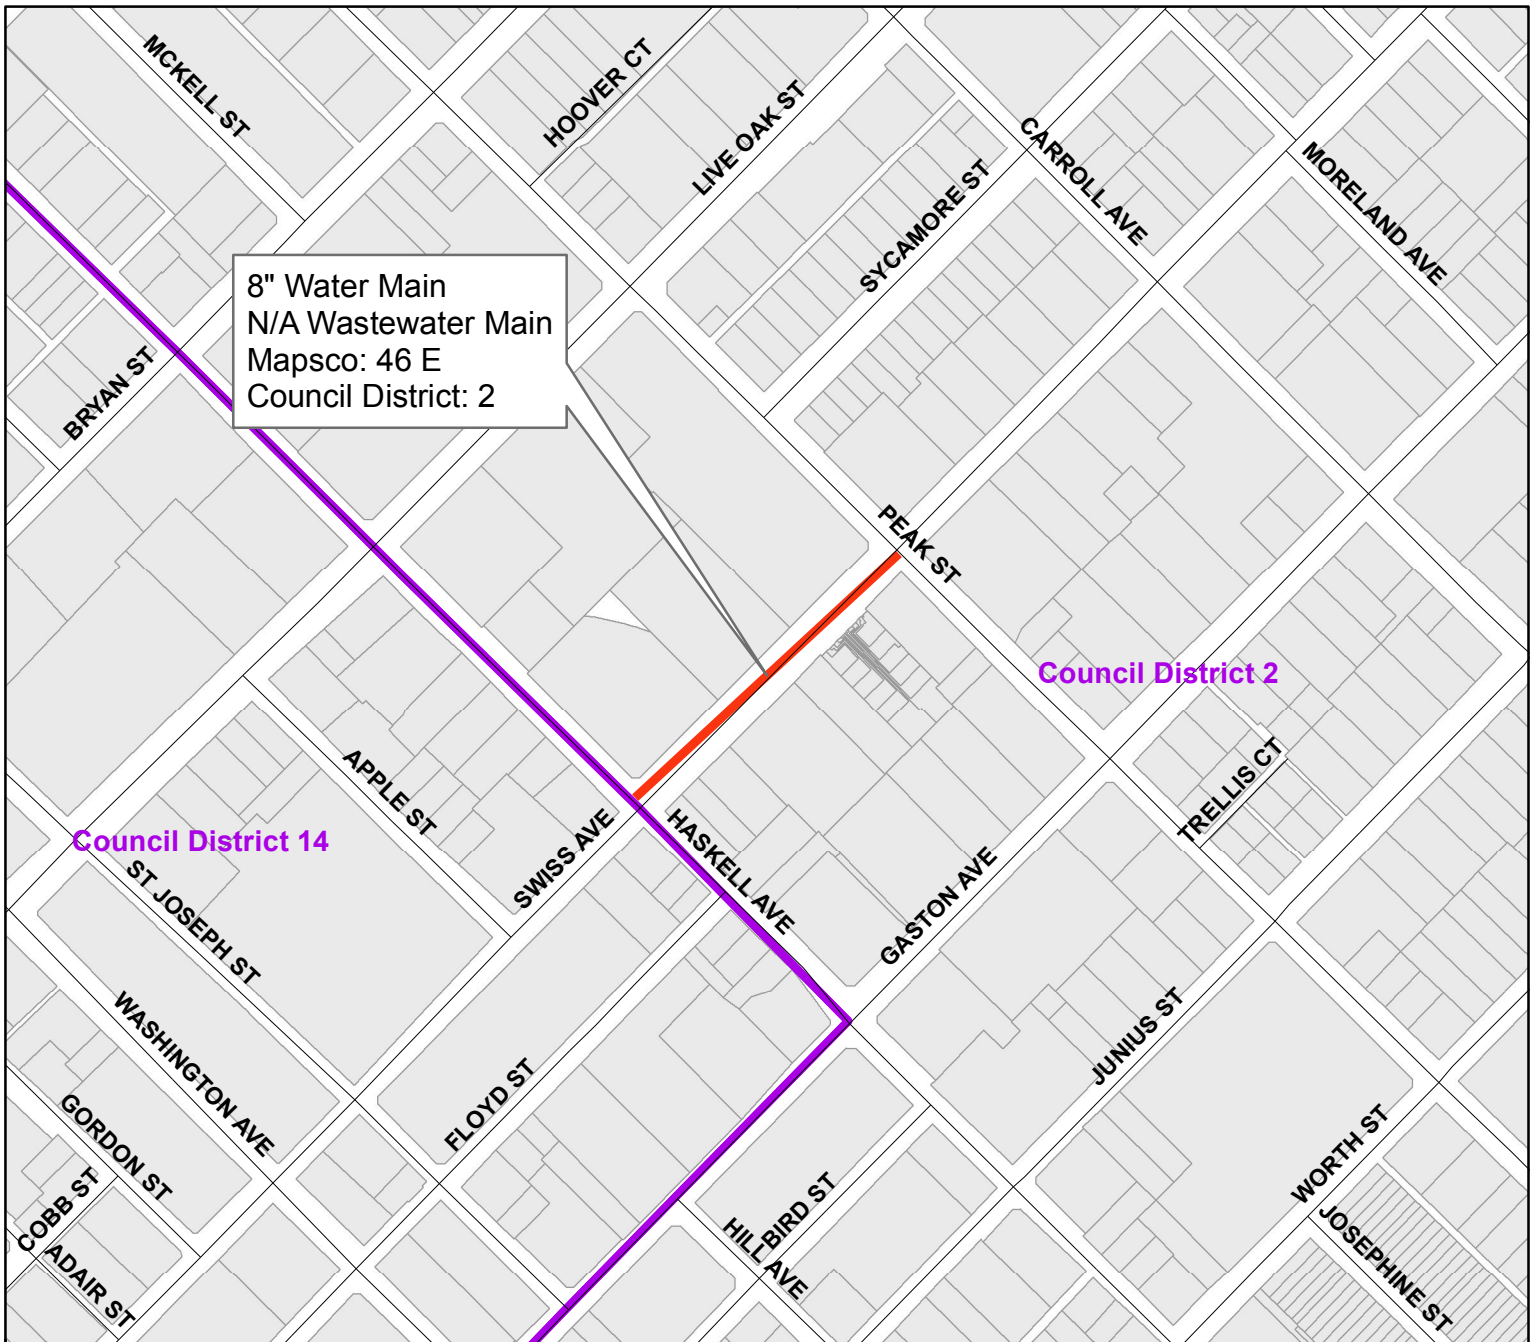 MCKELL ST
HOOVER CT
LIVE OAK ST
CARROLL AVE
MORELAND AVE
SYCAMORE ST
8" Water Main
N/A Wastewater Main
Mapsco: 46 E
Council District: 2
BRYAN ST
PEAK ST
Council District 2
APPLE ST
TRELLIS CT
Council District 14
SWISS AVE
HASKELL AVE
GASTON AVE
ST JOSEPH ST
WASHINGTON AVE
JUNIUS ST
FLOYD ST
GORDON ST
WORTH ST
COBB ST
BIRD ST
HILL AVE
JOSEPHINE ST
ADAIR ST